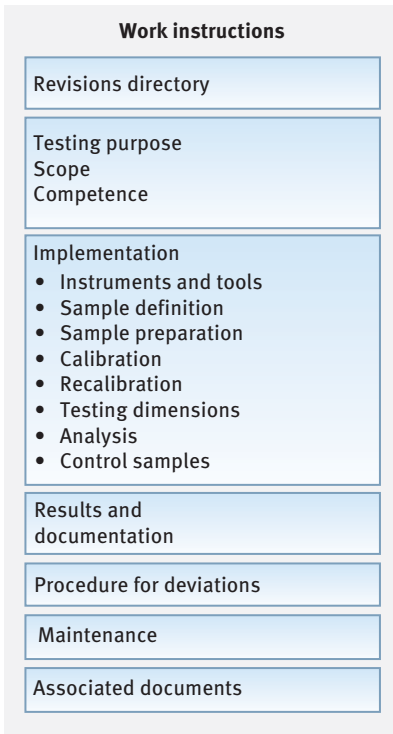 Work instructions
Revisions directory
Testing purpose
Scope
Competence
Implementation
• Instruments and tools
• Sample definition
• Sample preparation
• Calibration
• Recalibration
• Testing dimensions
• Analysis
• Control samples
Results and
documentation
Procedure for deviations
Maintenance
Associated documents